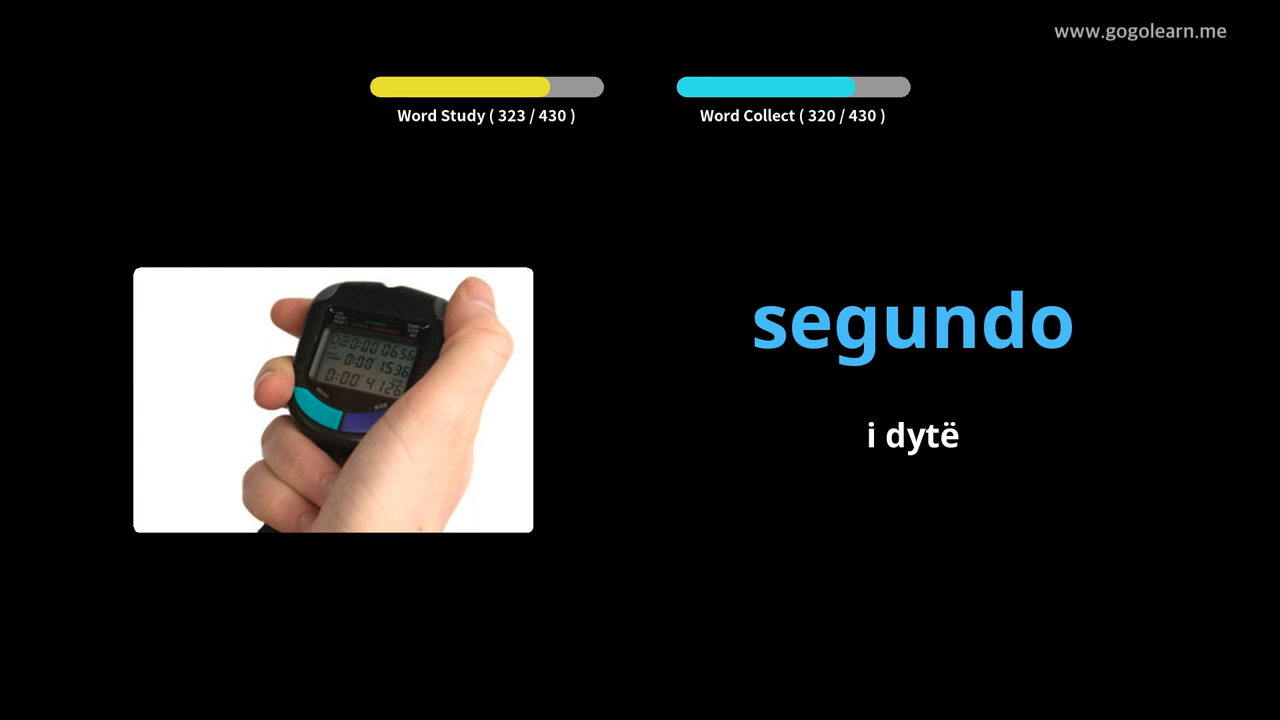 www.gogolearn.me
Word Study ( 323 / 430 )
Word Collect ( 320 / 430 )
segundo
i dytë